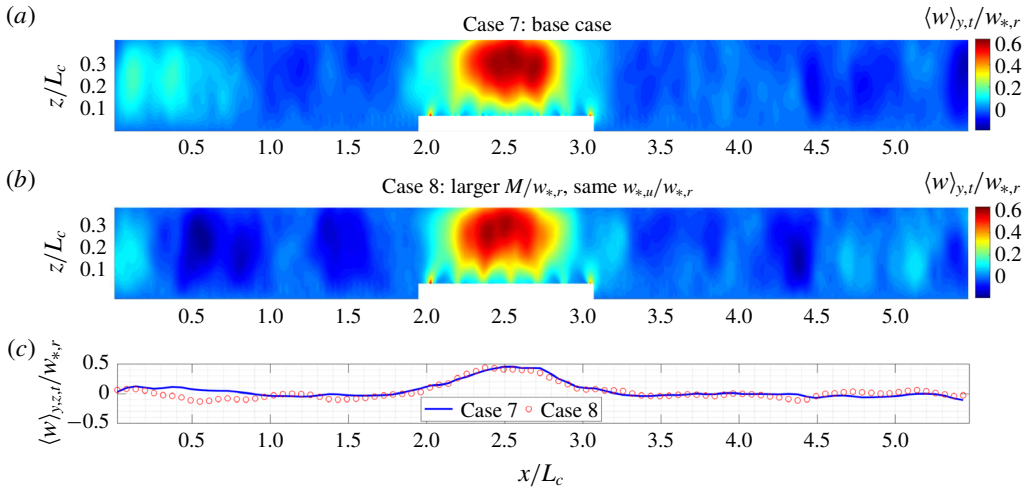 (a) Case 7: base case ⟨w⟩y,t/w*,r
z/Lc
0.3
0.2
0.1
0.6
0.4
0.2
0
0.5 1.0 1.5 2.0 2.5 3.0 3.5 4.0 4.5 5.0
(b) Case 8: larger M/w*,r, same w*,u/w*,r ⟨w⟩y,t/w*,r
z/Lc
0.3
0.2
0.1
0.6
0.4
0.2
0
0.5 1.0 1.5 2.0 2.5 3.0 3.5 4.0 4.5 5.0
(c)
⟨w⟩y,z,t/w*,r
0.5
0
−0.5
Case 7 Case 8
0.5 1.0 1.5 2.0 2.5 3.0 3.5 4.0 4.5 5.0
x/Lc